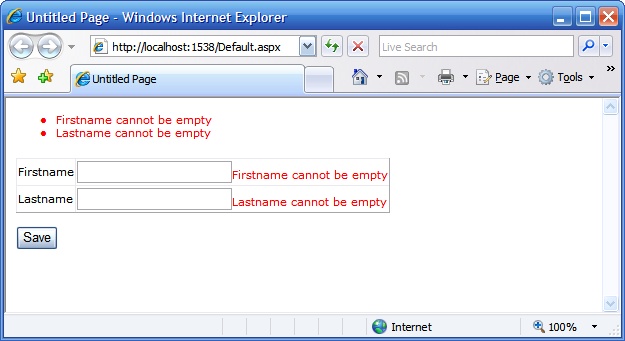 Untitled Page - Windows Internet Explorer
http://localhost:1538/Default.aspx
Live Search
Untitled Page
Page
Tools
»
Firstname cannot be empty
Lastname cannot be empty
Firstname Firstname cannot be empty
Lastname Lastname cannot be empty
Save
Internet
100%